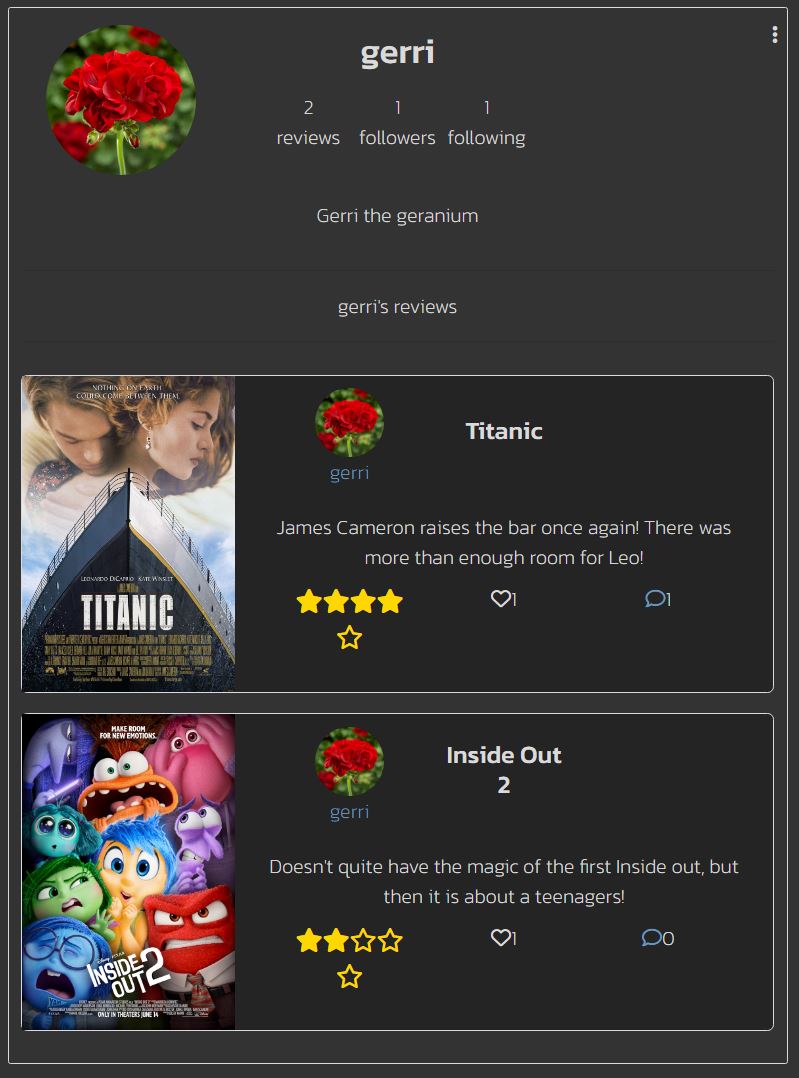 gerri
2 1 1
reviews followers following
Gerri the geranium
gerri's reviews
NOTHING ON EARTH
COULD COME BETWEEN THEM.
LEONARDO DiCAPRIO KATE WINSLET
TITANIC
gerri
Titanic
James Cameron raises the bar once again! There was
more than enough room for Leo!
1
1
MAKE ROOM
FOR NEW EMOTIONS.
INSIDE
OUT 2
ONLY IN THEATERS JUNE 14
gerri
Inside Out
2
Doesn't quite have the magic of the first Inside out, but
then it is about a teenagers!
1
0